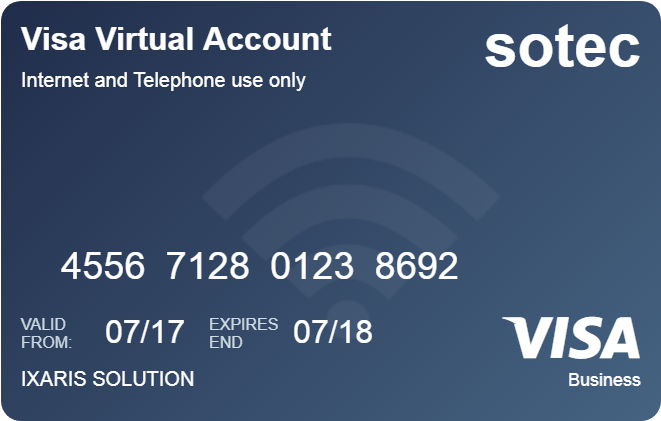 Visa Virtual Account
sotec
Internet and Telephone use only
4556 7128 0123 8692
VALID FROM: 07/17 EXPIRES END 07/18
IXARIS SOLUTION
VISA
Business